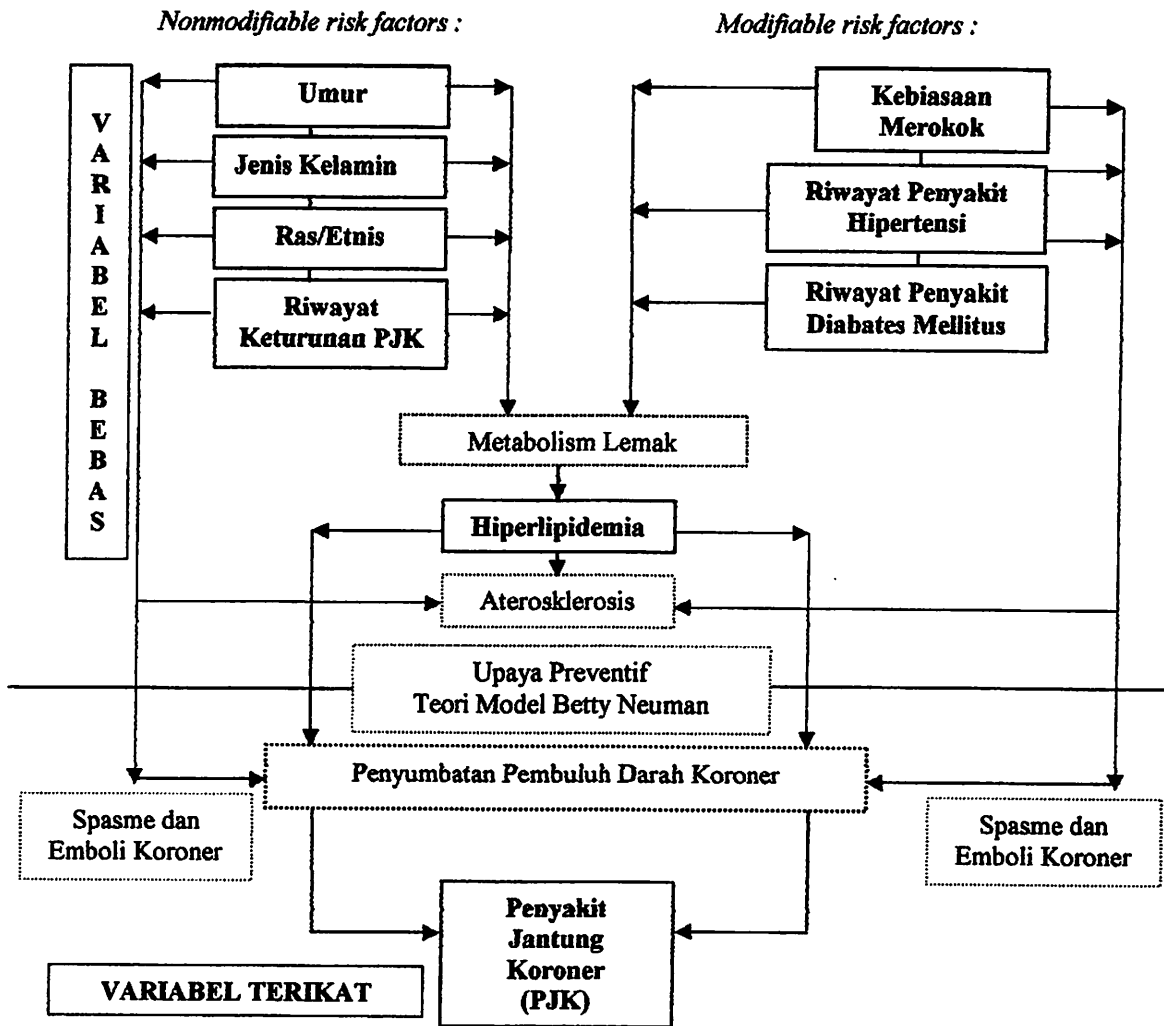 Nonmodifiable risk factors :
Modifiable risk factors :
VARIABEL BEBAS
Umur
Jenis Kelamin
Ras/Etnis
Riwayat
Keturunan PJK
Kebiasaan
Merokok
Riwayat Penyakit
Hipertensi
Riwayat Penyakit
Diabates Mellitus
Metabolism Lemak
Hiperlipidemia
Aterosklerosis
Upaya Preventif
Teori Model Betty Neuman
Penyumbatan Pembuluh Darah Koroner
Spasme dan
Emboli Koroner
Spasme dan
Emboli Koroner
Penyakit
Jantung
Koroner
(PJK)
VARIABEL TERIKAT